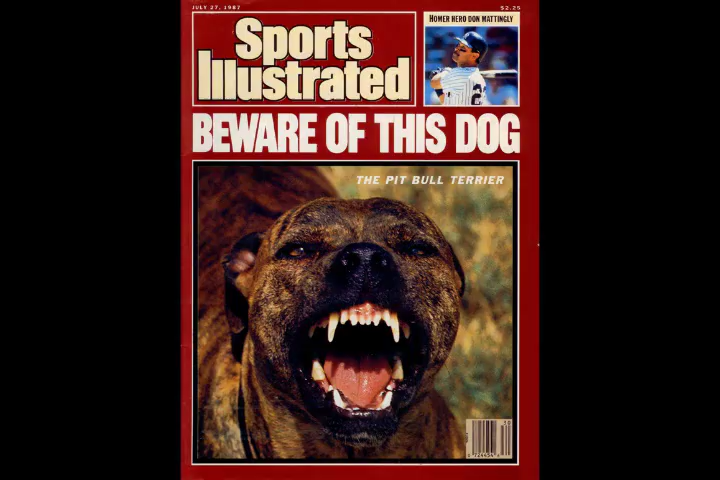 JULY 27, 1987
$2.25
Sports
Illustrated
HOMER HERO DON MATTINGLY
BEWARE OF THIS DOG
THE PIT BULL TERRIER